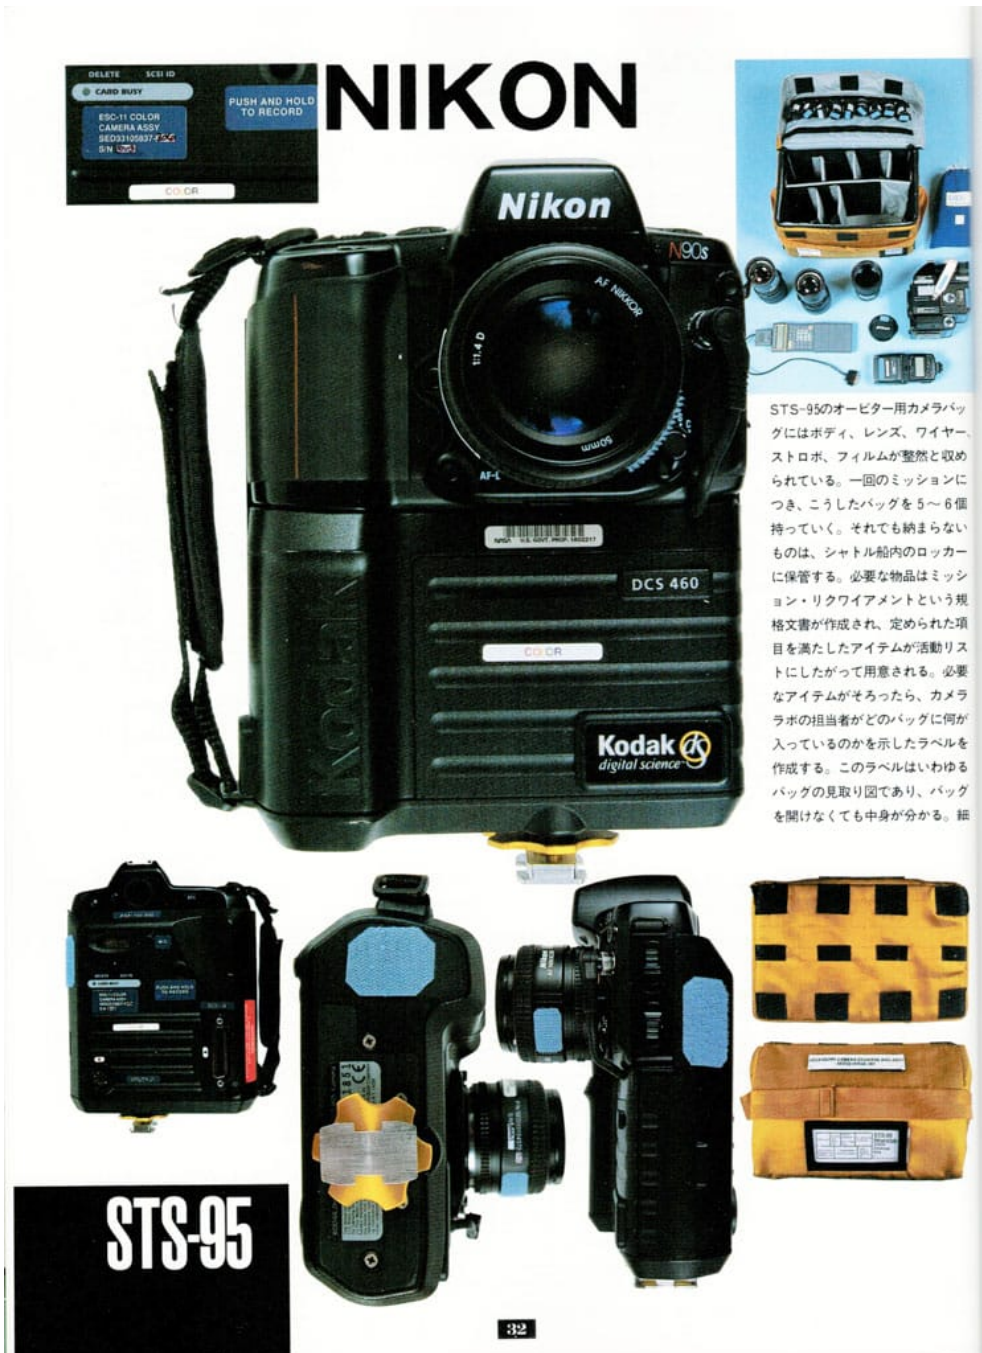 NIKON
DELETE SCSI ID
CARD BUSY
PUSH AND HOLD
TO RECORD
ESC-11 COLOR
CAMERA ASSY
SED33105837-
S/N
COLOR
Nikon
N90s
AF NIKKOR
1:1.4 D
50mm
AF-L
NASA U.S. GOVT. PROP.
DCS 460
COLOR
KODAK
Kodak ds
digital science
STS-95のオービター用カメラバッ
グにはボディ、レンズ、ワイヤー、
ストロボ、フィルムが整然と収め
られている。一回のミッションに
つき、こうしたバッグを5〜6個
持っていく。それでも納まらない
ものは、シャトル船内のロッカー
に保管する。必要な物品はミッシ
ョン・リクワイアメントという規
格文書が作成され、定められた項
目を満たしたアイテムが活動リス
トにしたがって用意される。必要
なアイテムがそろったら、カメラ
ラボの担当者がどのバッグに何が
入っているのかを示したラベルを
作成する。このラベルはいわゆる
バッグの見取り図であり、バッグ
を開けなくても中身が分かる。細
CARD BUSY
PUSH AND HOLD
TO RECORD
STS-95
STS-95
32